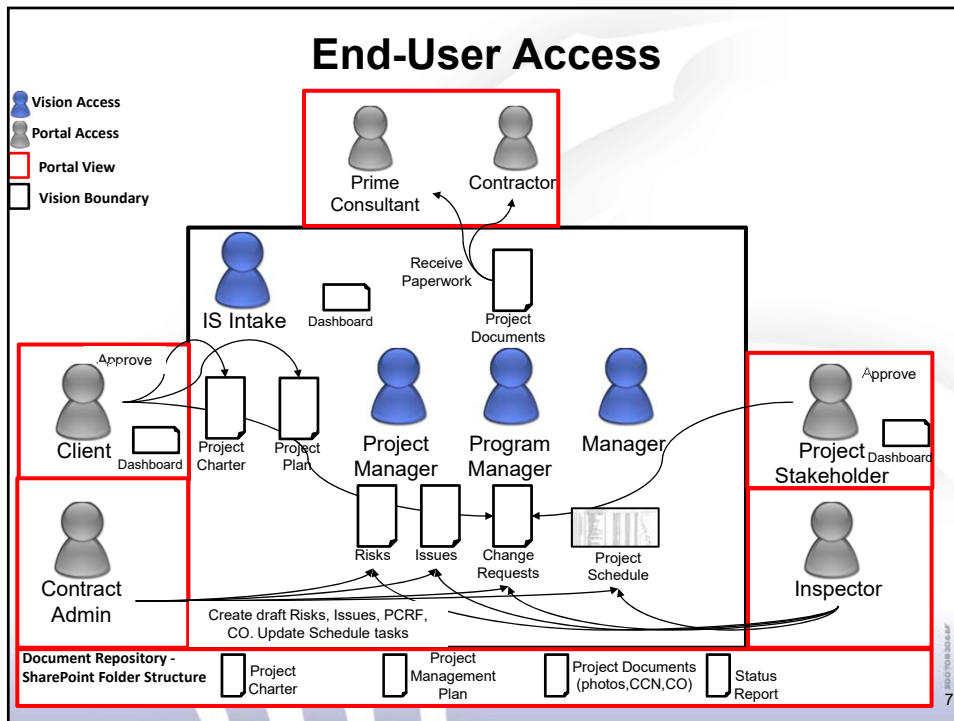 End-User Access
Vision Access
Portal Access
Portal View
Vision Boundary
Prime
Consultant
Contractor
IS Intake
Dashboard
Receive
Paperwork
Project
Documents
Approve
Client
Dashboard
Project
Charter
Project
Plan
Project
Manager
Program
Manager
Manager
Approve
Project
Stakeholder
Dashboard
Contract
Admin
Risks
Issues
Change
Requests
Project
Schedule
Inspector
Create draft Risks, Issues, PCRF,
CO. Update Schedule tasks
Document Repository -
SharePoint Folder Structure
Project
Charter
Project
Management
Plan
Project Documents
(photos,CCN,CO)
Status
Report
7